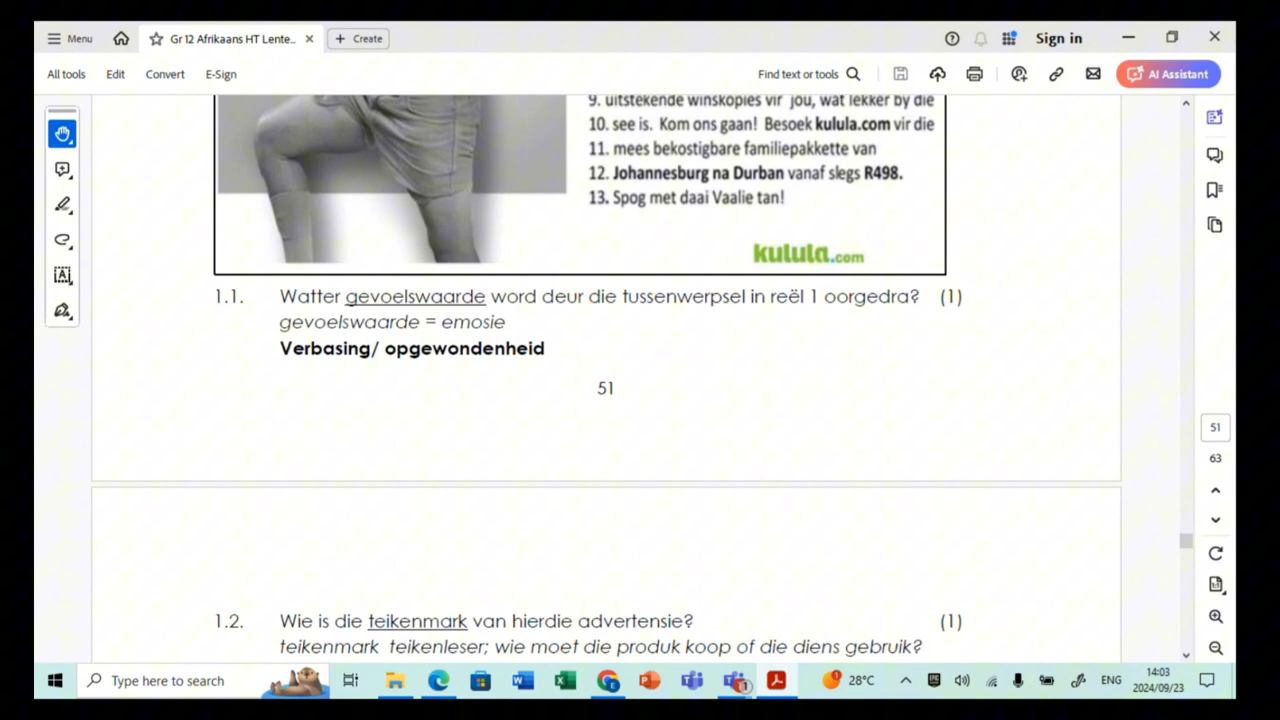 Menu
Gr 12 Afrikaans HT Lente...
Create
Sign in
All tools
Edit
Convert
E-Sign
Find text or tools
AI Assistant
9. uitstekende winskopies vir jou, wat lekker by die
10. see is. Kom ons gaan! Besoek kulula.com vir die
11. mees bekostigbare familiepakkette van
12. Johannesburg na Durban vanaf slegs R498.
13. Spog met daai Vaalie tan!
kulula.com
1.1. Watter gevoelswaarde word deur die tussenwerpsel in reël 1 oorgedra? (1)
gevoelswaarde = emosie
Verbasing/ opgewondenheid
51
51
63
1.2. Wie is die teikenmark van hierdie advertensie? (1)
teikenmark teikenleser; wie moet die produk koop of die diens gebruik?
Type here to search
28°C
ENG
14:03
2024/09/23